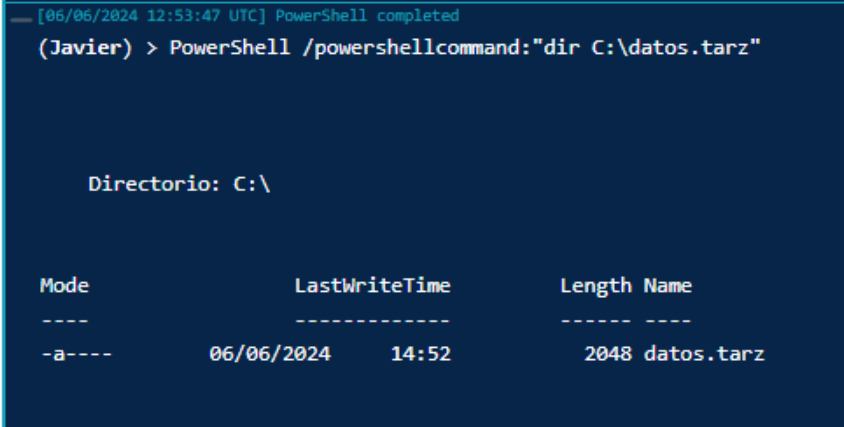 [06/06/2024 12:53:47 UTC] PowerShell completed
(Javier) > PowerShell /powershellcommand:"dir C:\datos.tarz"
Directorio: C:\
Mode LastWriteTime Length Name
---- ------------- ------ ----
-a---- 06/06/2024 14:52 2048 datos.tarz